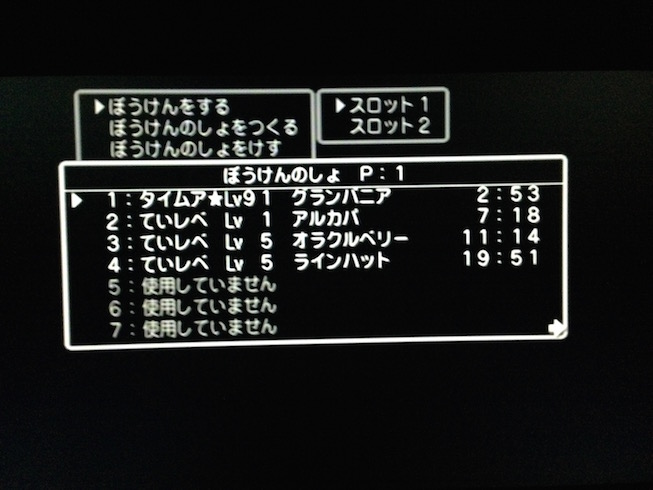 ▶ぼうけんをする
ぼうけんのしょをつくる
ぼうけんのしょをけす
▶スロット1
スロット2
ぼうけんのしょ P:1
▶ 1:タイムア★Lv91 グランバニア 2:53
2:ていレベ Lv 1 アルカパ 7:18
3:ていレベ Lv 5 オラクルベリー 11:14
4:ていレベ Lv 5 ラインハット 19:51
5:使用していません
6:使用していません
7:使用していません